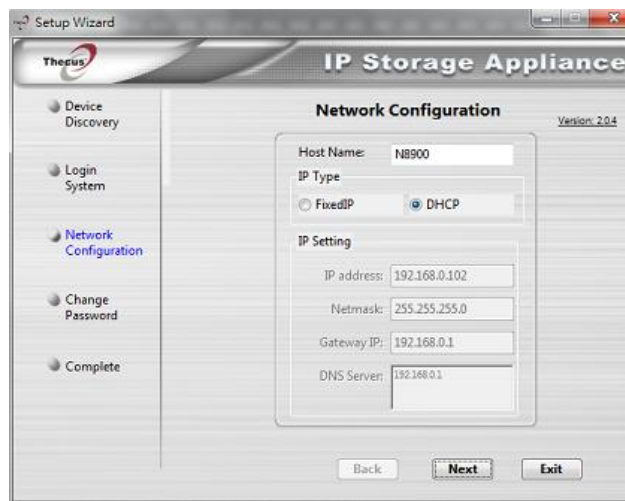 Setup Wizard
Thecus
IP Storage Appliance
Device
Discovery
Login
System
Network
Configuration
Change
Password
Complete
Network Configuration
Version: 2.0.4
Host Name: N8900
IP Type
FixedIP DHCP
IP Setting
IP address: 192.168.0.102
Netmask: 255.255.255.0
Gateway IP: 192.168.0.1
DNS Server: 192.168.0.1
Back Next Exit